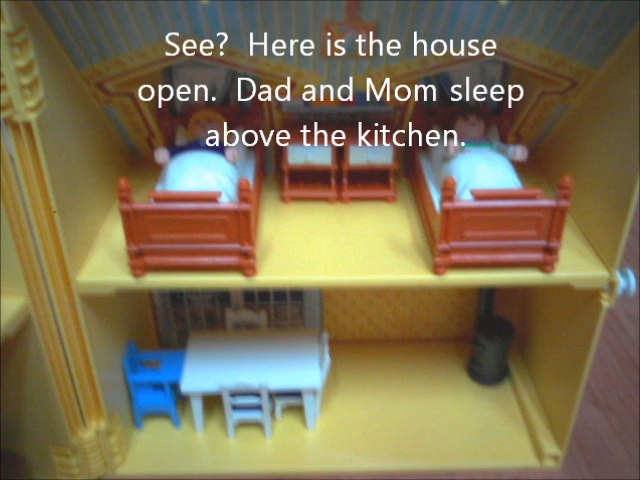 See?  Here is the house
open.  Dad and Mom sleep
above the kitchen.